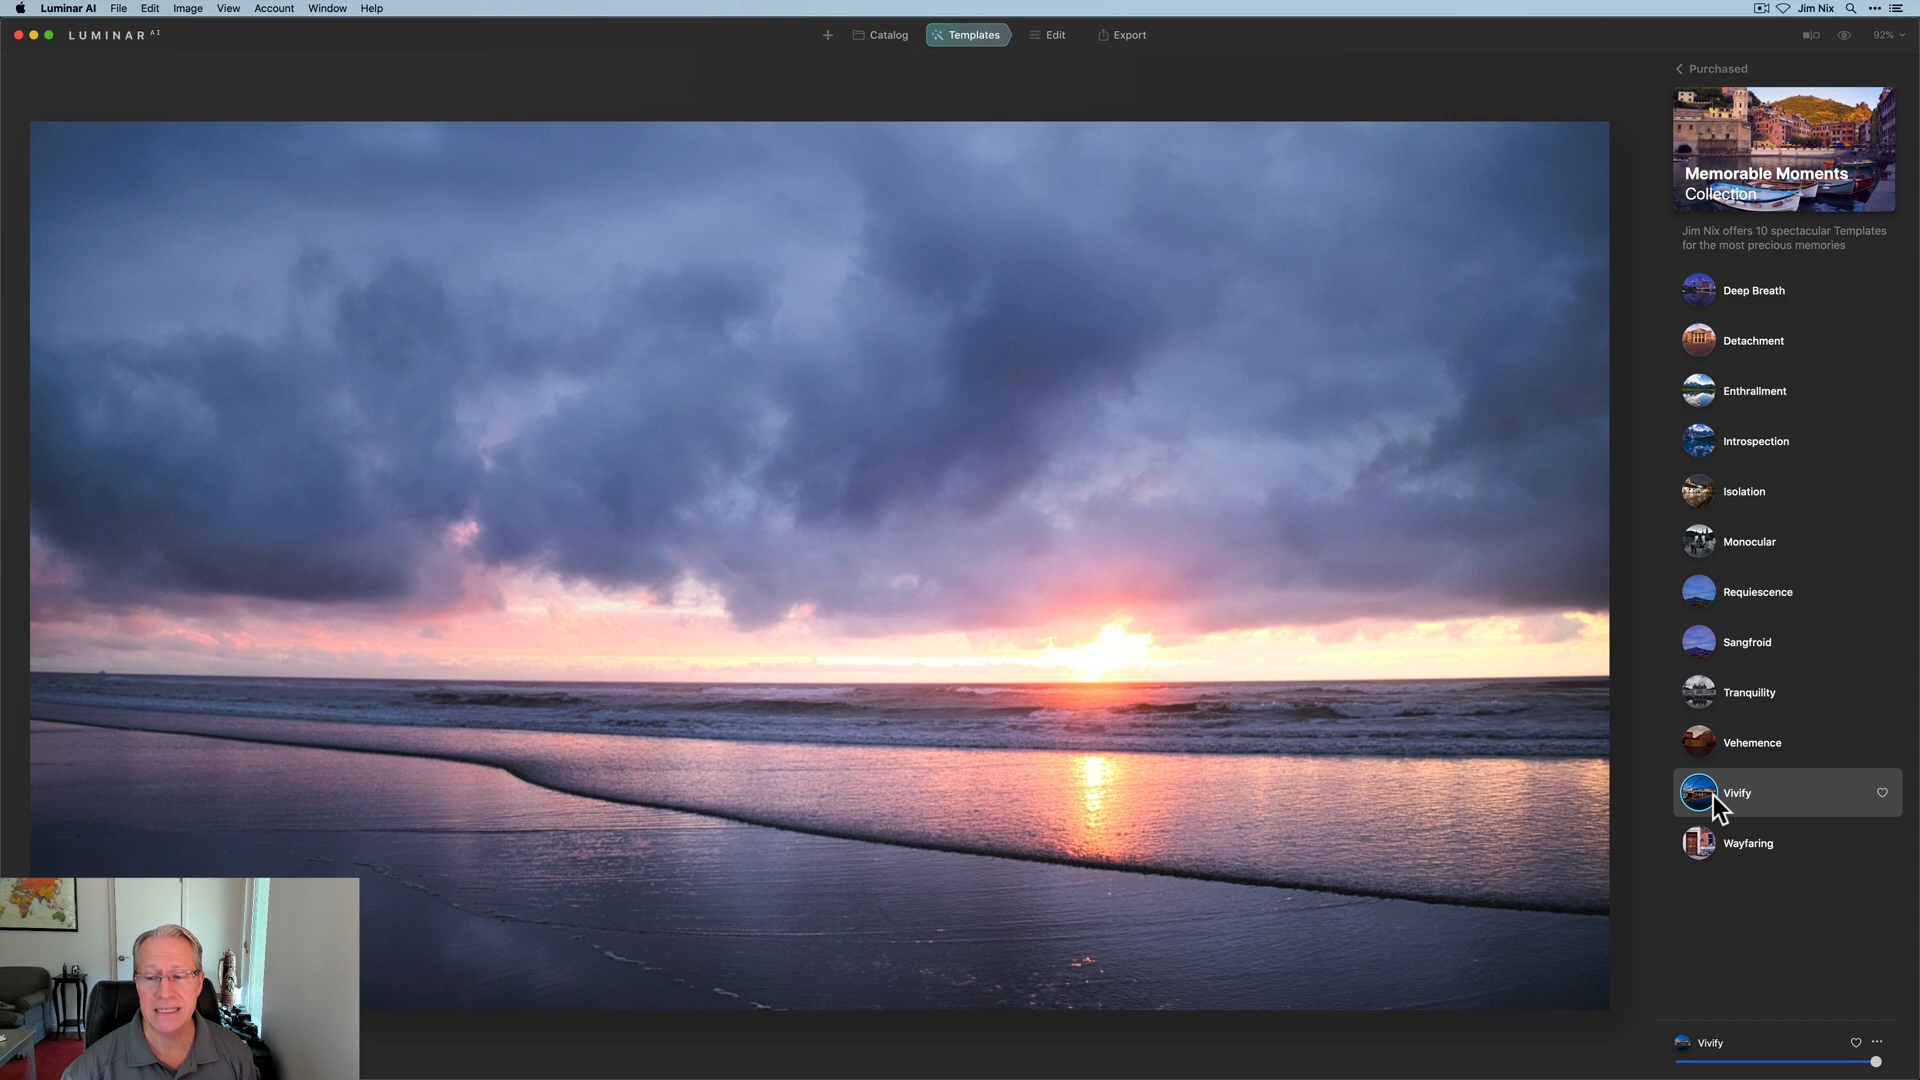 Luminar AI File Edit Image View Account Window Help Jim Nix
LUMINAR AI + Catalog Templates Edit Export 92%
Purchased
Memorable Moments
Collection
Jim Nix offers 10 spectacular Templates
for the most precious memories
Deep Breath
Detachment
Enthrallment
Introspection
Isolation
Monocular
Requiescence
Sangfroid
Tranquility
Vehemence
Vivify
Wayfaring
Vivify